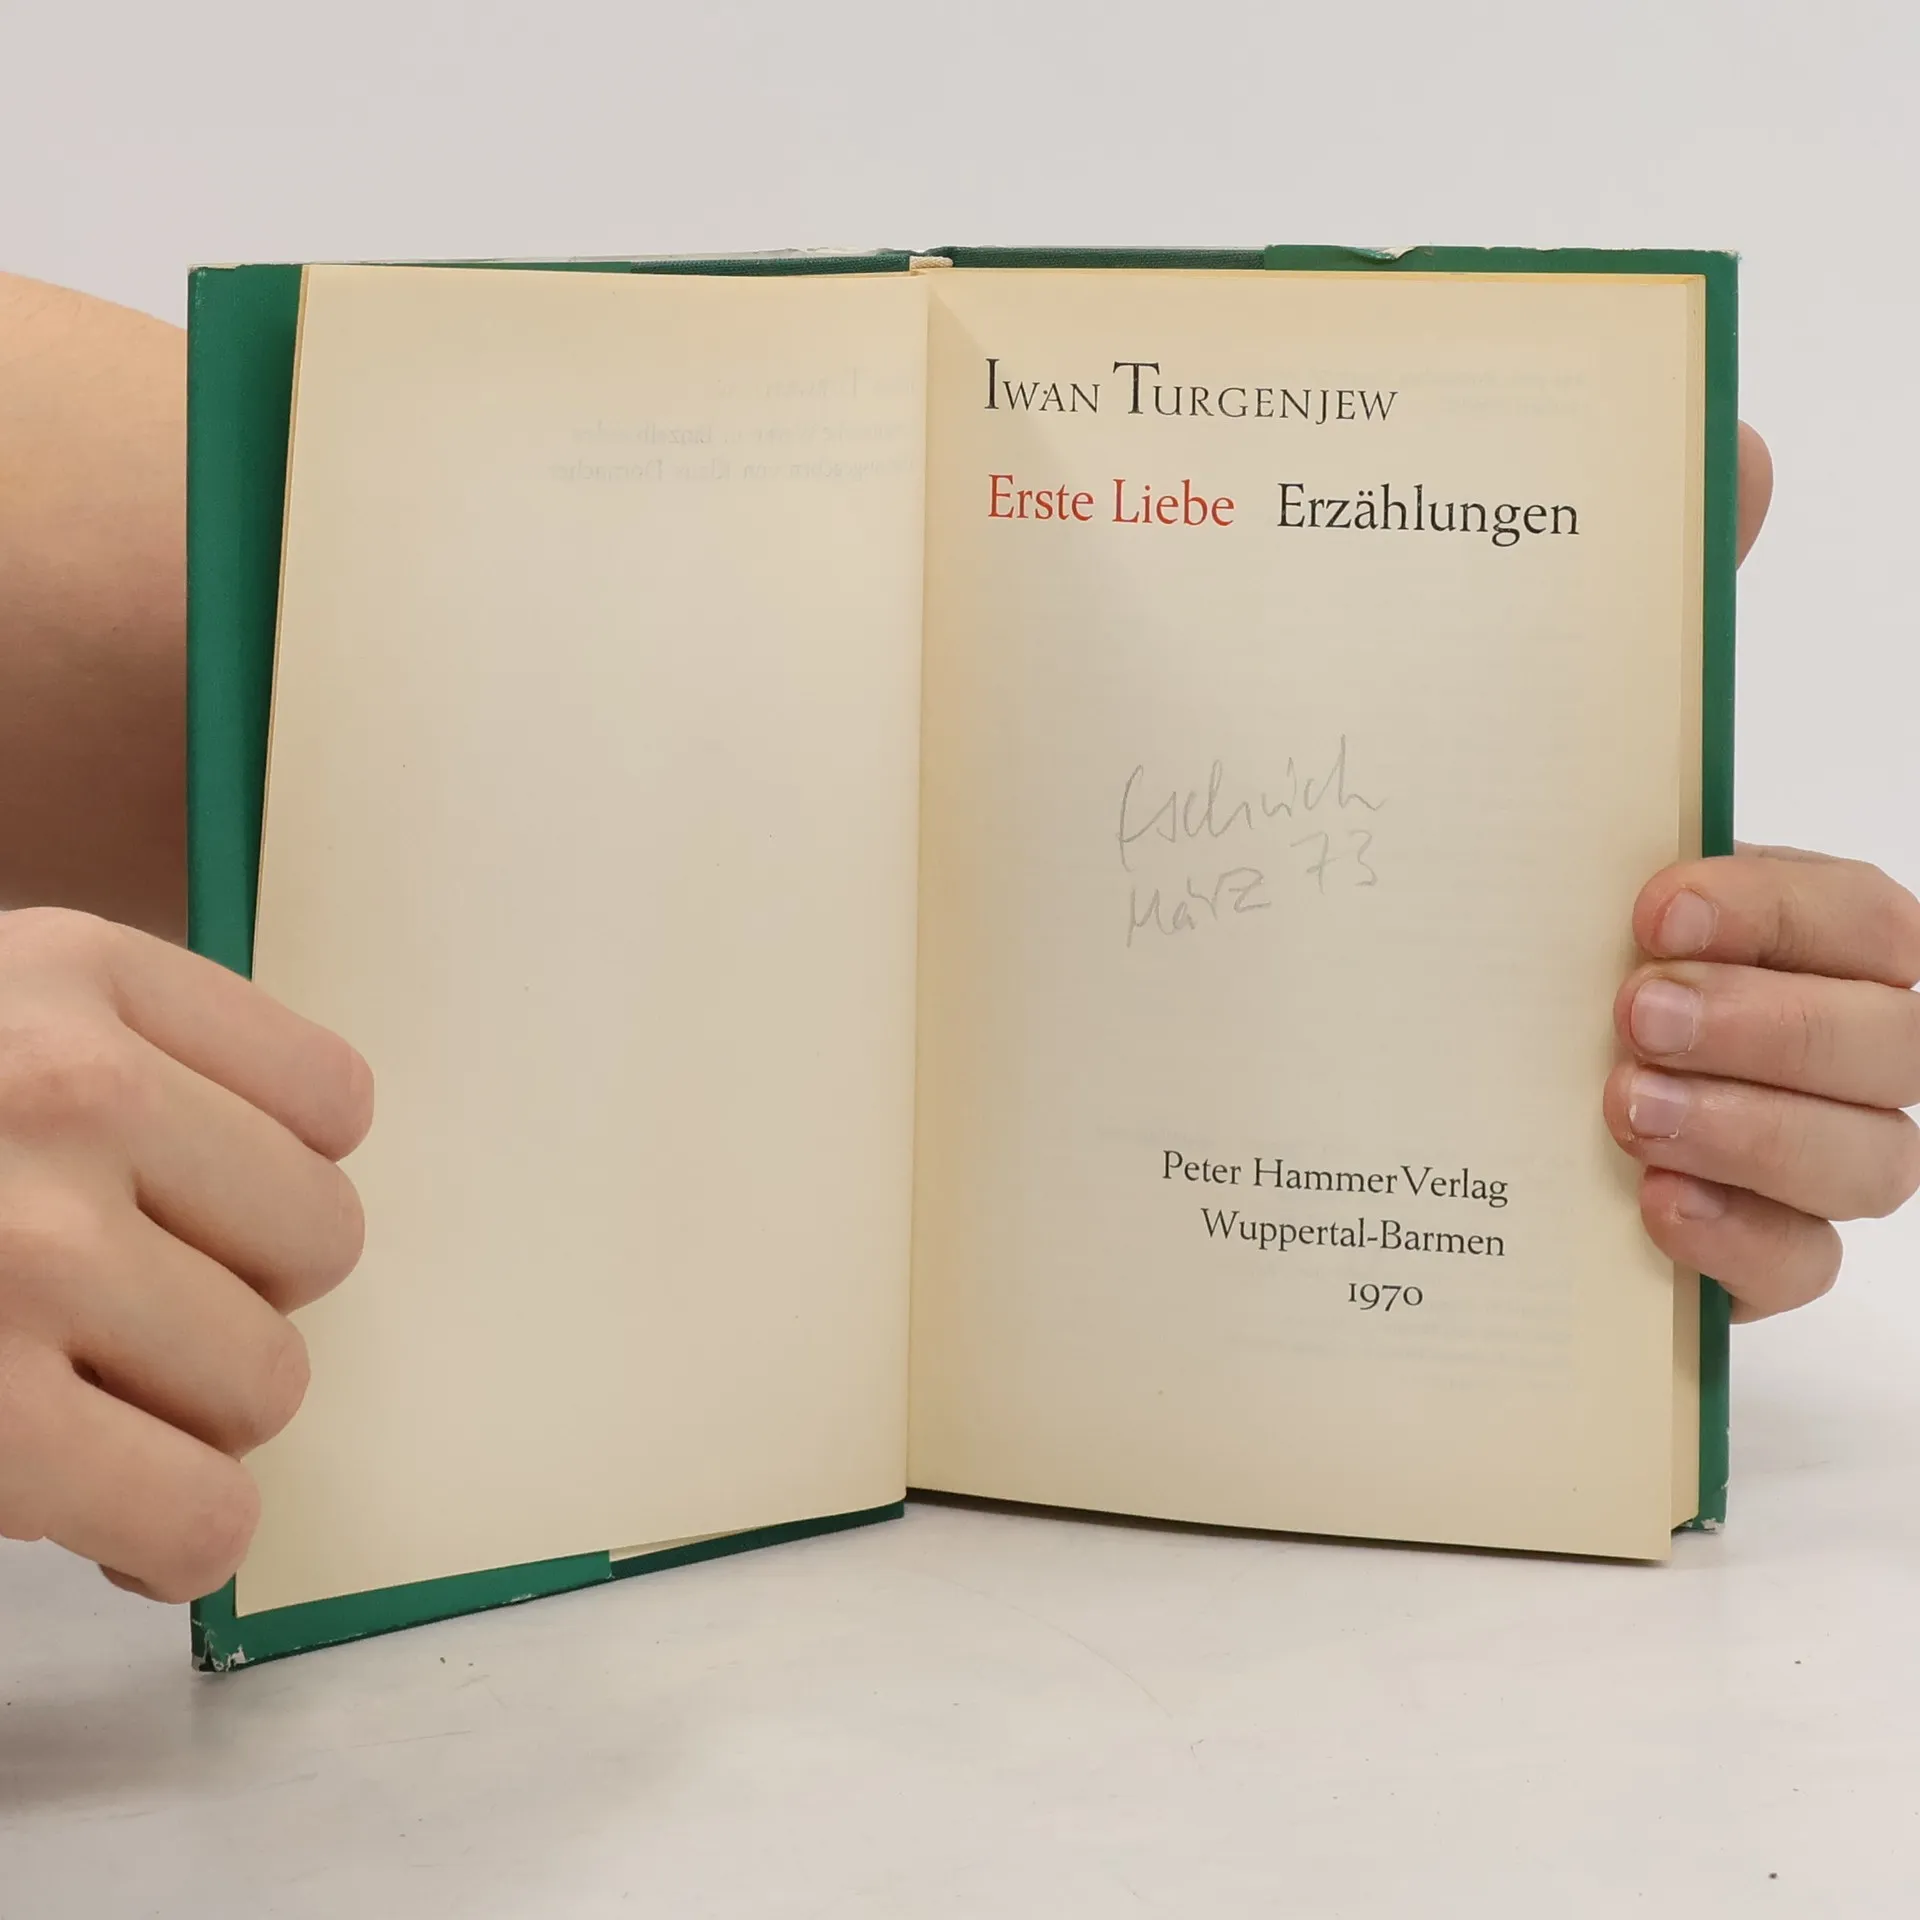 IWAN TURGENJEW
Erste Liebe Erzählungen
März 73
Peter Hammer Verlag
Wuppertal-Barmen
1970